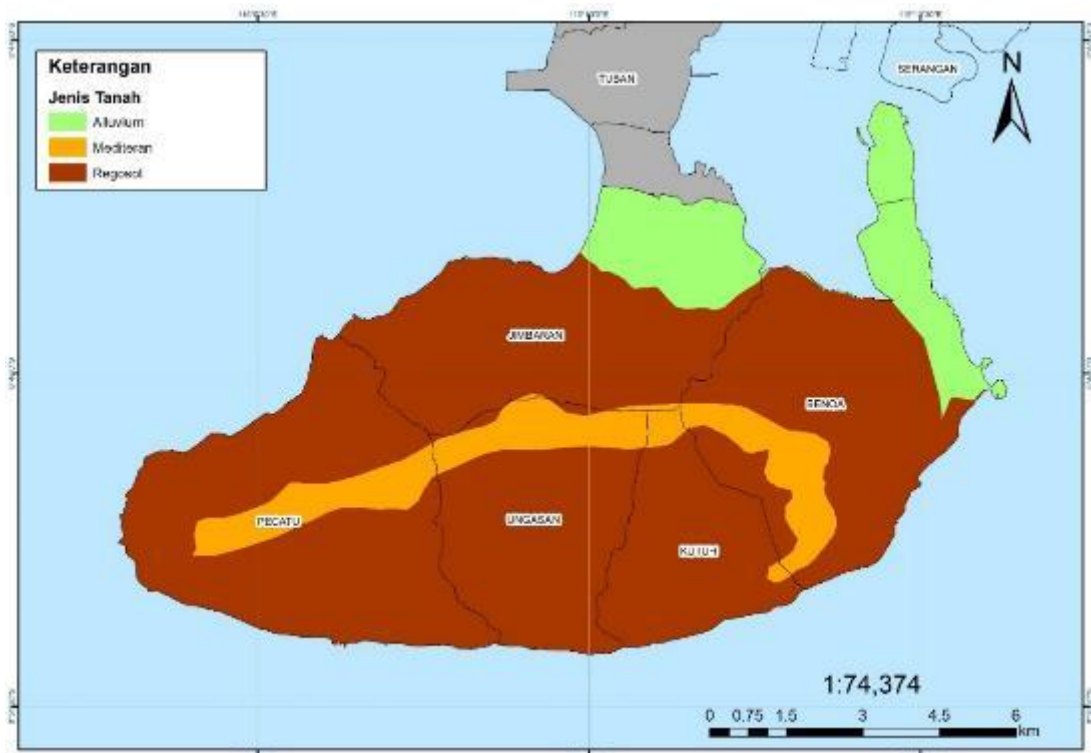 Keterangan
Jenis Tanah
Alluvium
Mediteran
Regosol
TUSAN
SERANGAN
N
JIMBARAN
BENOA
PECATU
UNGASAN
KUTUH
1:74,374
0 0.75 1.5 3 4.5 6
km